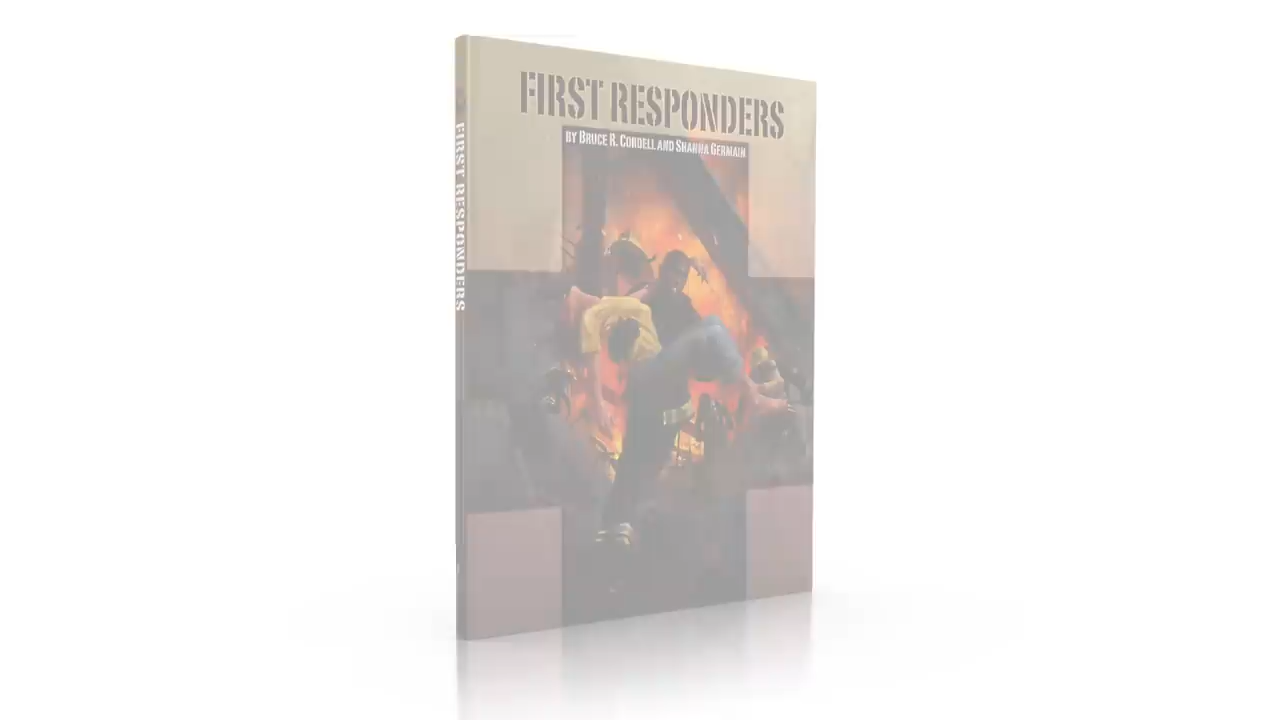 FIRST RESPONDERS
BY BRUCE R. CORDELL AND SHANNA GERMAIN
FIRST RESPONDERS